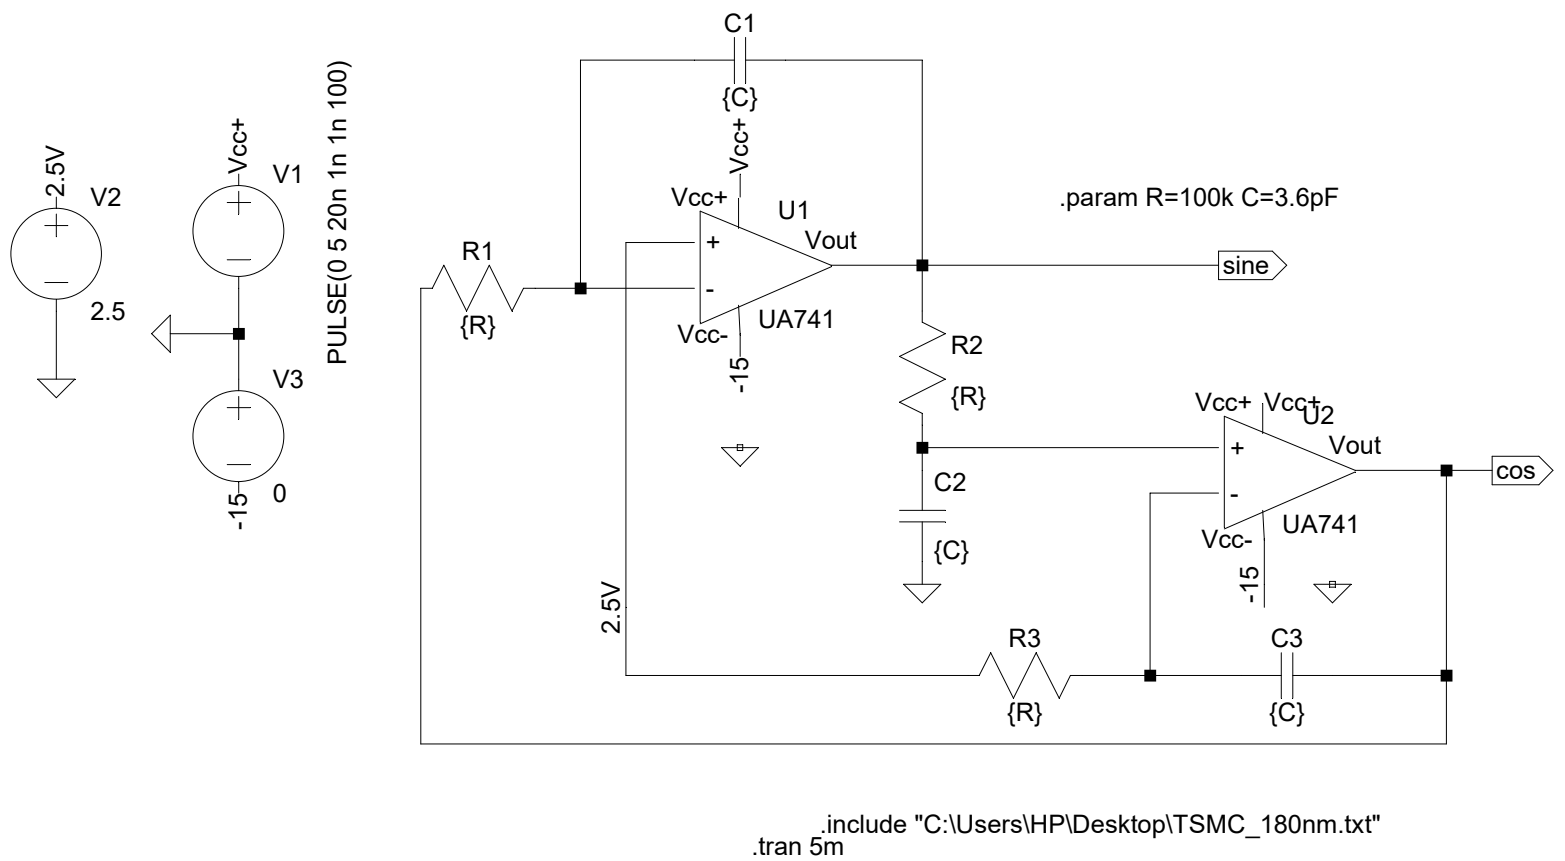 C1
{C}
Vcc+
PULSE(0 5 20n 1n 1n 100)
Vcc+
2.5V
V2
2.5
V1
Vcc+
U1
Vout
+
-
UA741
Vcc-
-15
.param R=100k C=3.6pF
sine
R1
{R}
V3
0
-15
R2
{R}
Vcc+
Vcc+
U2
Vout
+
-
UA741
Vcc-
-15
cos
C2
{C}
2.5V
R3
{R}
C3
{C}
.include "C:\Users\HP\Desktop\TSMC_180nm.txt"
.tran 5m